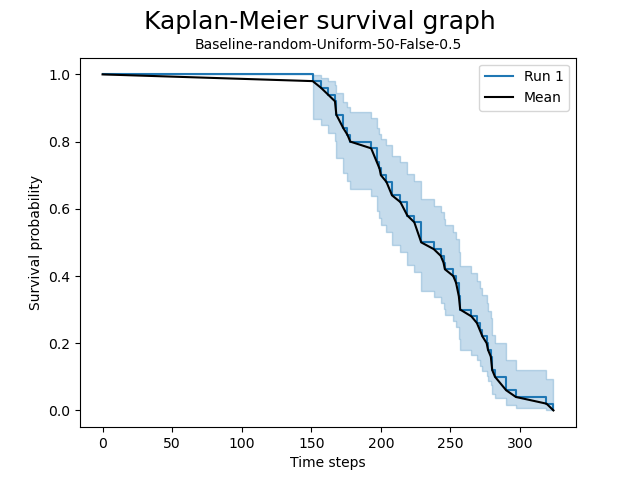 Kaplan-Meier survival graph
Baseline-random-Uniform-50-False-0.5
Run 1
Mean
1.0
0.8
0.6
0.4
0.2
0.0
Survival probability
0 50 100 150 200 250 300
Time steps